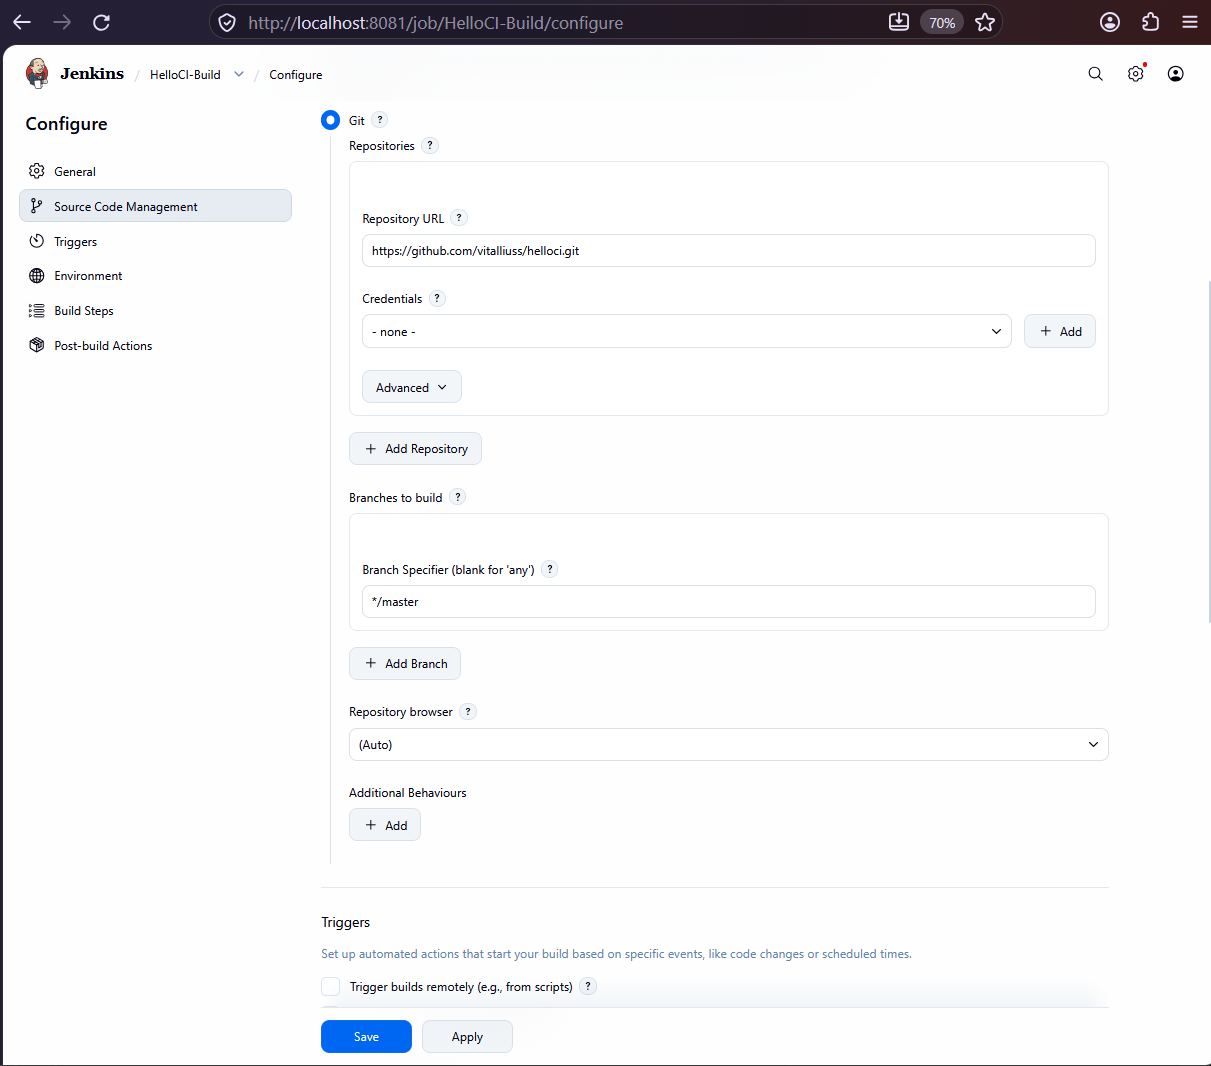 http://localhost:8081/job/HelloCI-Build/configure
70%
Jenkins / HelloCI-Build / Configure
Configure
General
Source Code Management
Triggers
Environment
Build Steps
Post-build Actions
Git ?
Repositories ?
Repository URL ?
https://github.com/vitalliuss/helloci.git
Credentials ?
- none -
+ Add
Advanced
+ Add Repository
Branches to build ?
Branch Specifier (blank for 'any') ?
*/master
+ Add Branch
Repository browser ?
(Auto)
Additional Behaviours
+ Add
Triggers
Set up automated actions that start your build based on specific events, like code changes or scheduled times.
Trigger builds remotely (e.g., from scripts) ?
Save
Apply